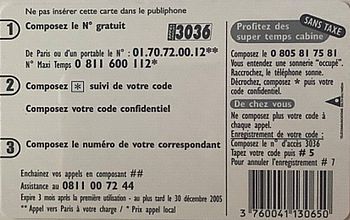 Ne pas insérer cette carte dans le publiphone
1 Composez le N° gratuit 3036
De Paris ou d'un portable le N° : 01.70.72.00.12**
N° Maxi Temps 0 811 600 112*
2 Composez * suivi de votre code
Composez votre code confidentiel
3 Composez le numéro de votre correspondant
Enchaînez vos appels en composant ##
Assistance au 0811 00 72 44
Expire 3 mois après la première utilisation - au plus tard le 30 décembre 2005
** Appel vers Paris à votre charge / * Prix appel local
SANS TAXE
Profitez des
super temps cabine
Composez le 0 805 81 75 81
Vous entendez une sonnerie "occupé".
Raccrochez, le téléphone sonne.
Décrochez, composez votre code.
De chez vous
Ne composez plus votre code à
chaque appel.
Enregistrement de votre code :
Composez le n° d'accès 3036
Tapez votre code puis # 5
Pour annuler l'enregistrement # 7
3 760041 130650